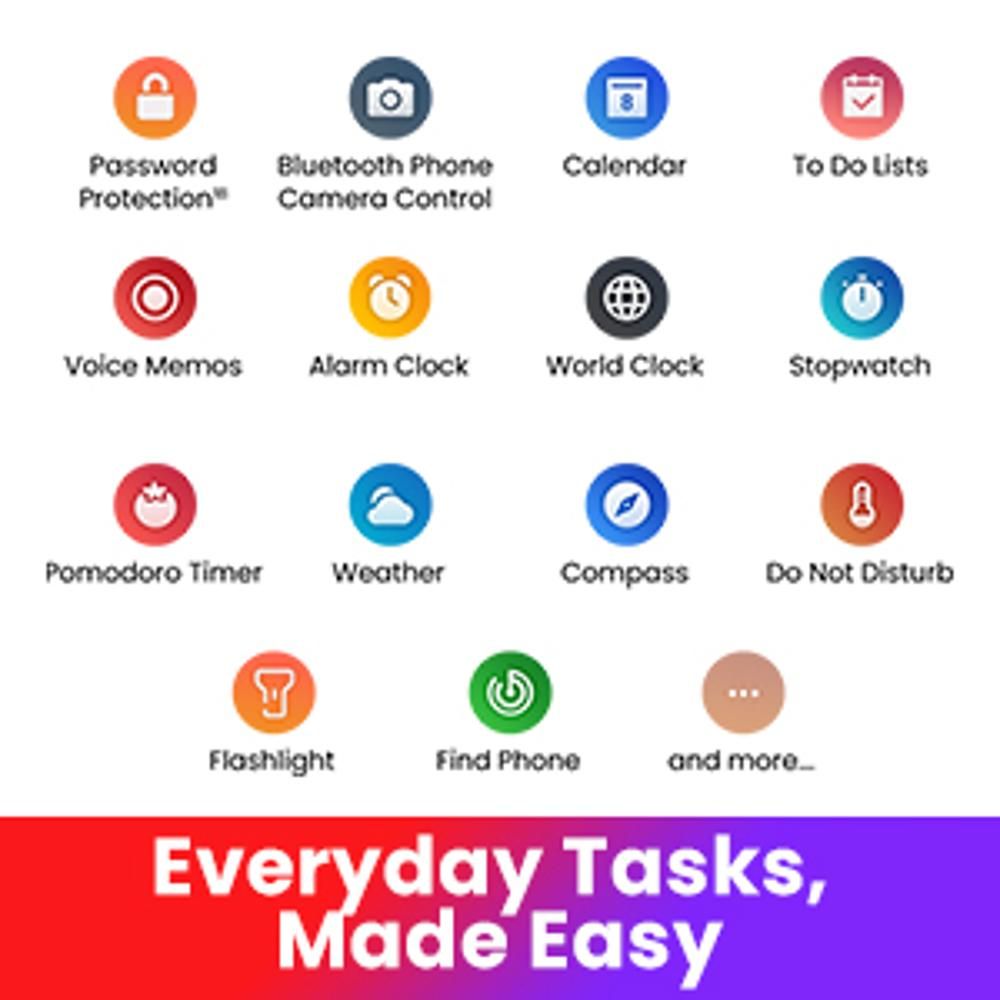 8
Password
Protection
Bluetooth Phone
Camera Control
Calendar
To Do Lists
Voice Memos
Alarm Clock
World Clock
Stopwatch
Pomodoro Timer
Weather
Compass
Do Not Disturb
Flashlight
Find Phone
and more...
Everyday Tasks,
Made Easy